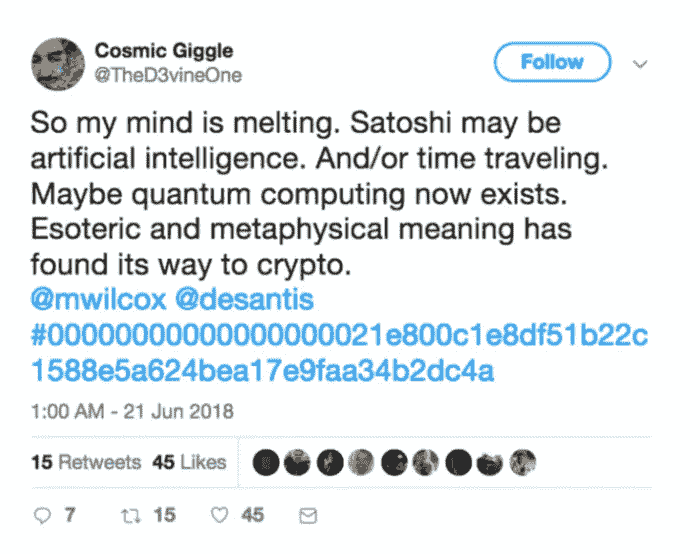 Cosmic Giggle
@TheD3vineOne
Follow
So my mind is melting. Satoshi may be
artificial intelligence. And/or time traveling.
Maybe quantum computing now exists.
Esoteric and metaphysical meaning has
found its way to crypto.
@mwilcox @desantis
#00000000000000000021e800c1e8df51b22c
1588e5a624bea17e9faa34b2dc4a
1:00 AM - 21 Jun 2018
15 Retweets 45 Likes
7 15 45